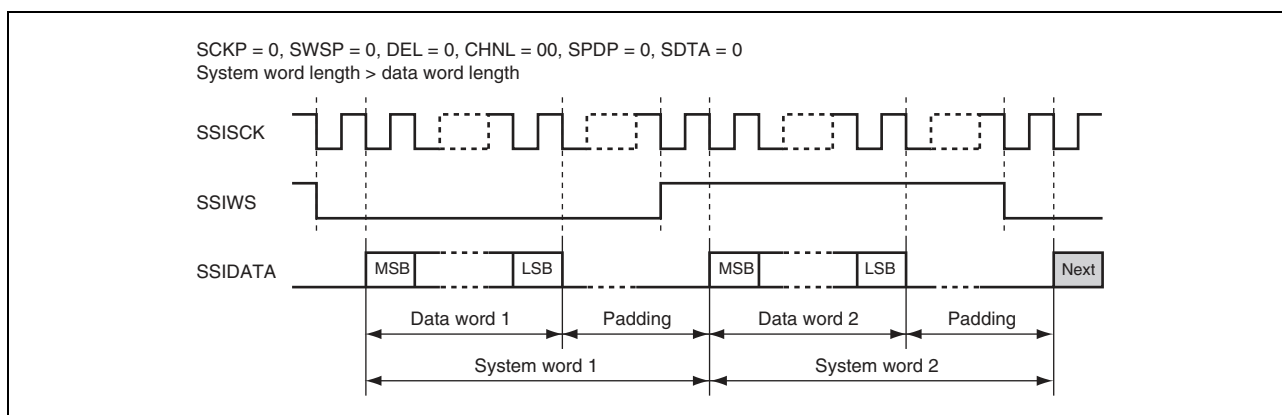 SCKP = 0, SWSP = 0, DEL = 0, CHNL = 00, SPDP = 0, SDTA = 0
System word length > data word length
SSISCK
SSIWS
SSIDATA
MSB
LSB
MSB
LSB
Next
Data word 1
Padding
Data word 2
Padding
System word 1
System word 2